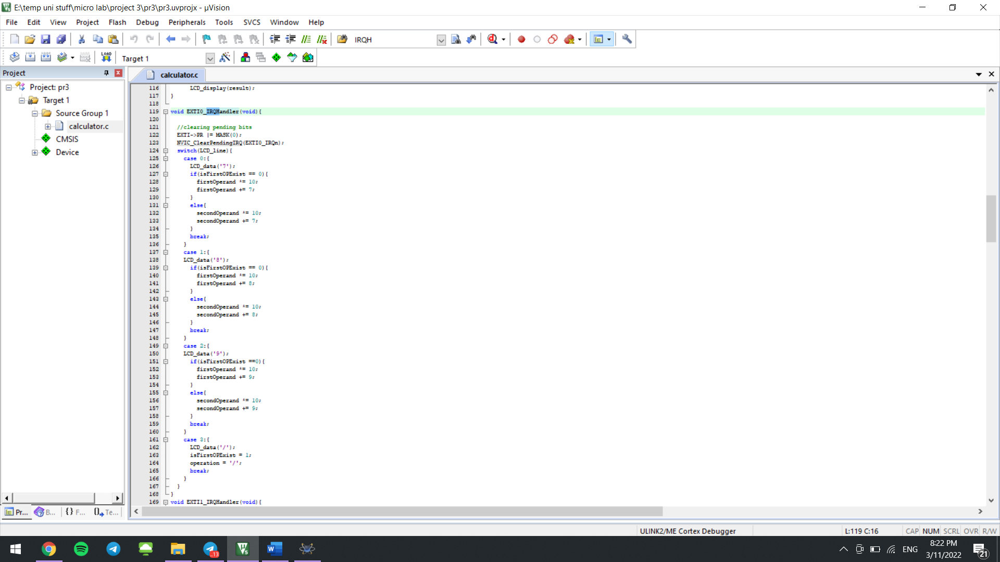 E:\temp uni stuff\micro lab\project 3\pr3\pr3.uvprojx - µVision
File Edit View Project Flash Debug Peripherals Tools SVCS Window Help
IRQH
LOAD
Target 1
Project
calculator.c
Project: pr3
Target 1
Source Group 1
calculator.c
CMSIS
Device
116 LCD_display(result);
117 }
118
119 void EXTI0_IRQHandler(void){
120
121 //clearing pending bits
122 EXTI->PR |= MASK(0);
123 NVIC_ClearPendingIRQ(EXTI0_IRQn);
124 switch(LCD_line){
125 case 0:{
126 LCD_data('7');
127 if(isFirstOPExist == 0){
128 firstOperand *= 10;
129 firstOperand += 7;
130 }
131 else{
132 secondOperand *= 10;
133 secondOperand += 7;
134 }
135 break;
136 }
137 case 1:{
138 LCD_data('8');
139 if(isFirstOPExist == 0){
140 firstOperand *= 10;
141 firstOperand += 8;
142 }
143 else{
144 secondOperand *= 10;
145 secondOperand += 8;
146 }
147 break;
148 }
149 case 2:{
150 LCD_data('9');
151 if(isFirstOPExist ==0){
152 firstOperand *= 10;
153 firstOperand += 9;
154 }
155 else{
156 secondOperand *= 10;
157 secondOperand += 9;
158 }
159 break;
160 }
161 case 3:{
162 LCD_data('/');
163 isFirstOPExist = 1;
164 operation = '/';
165 break;
166 }
167 }
168 }
169 void EXTI1_IRQHandler(void){
Pr... B... {} F... Te...
ULINK2/ME Cortex Debugger
L:119 C:16
CAP NUM SCRL OVR R/W
..13
ENG
8:22 PM
3/11/2022
21